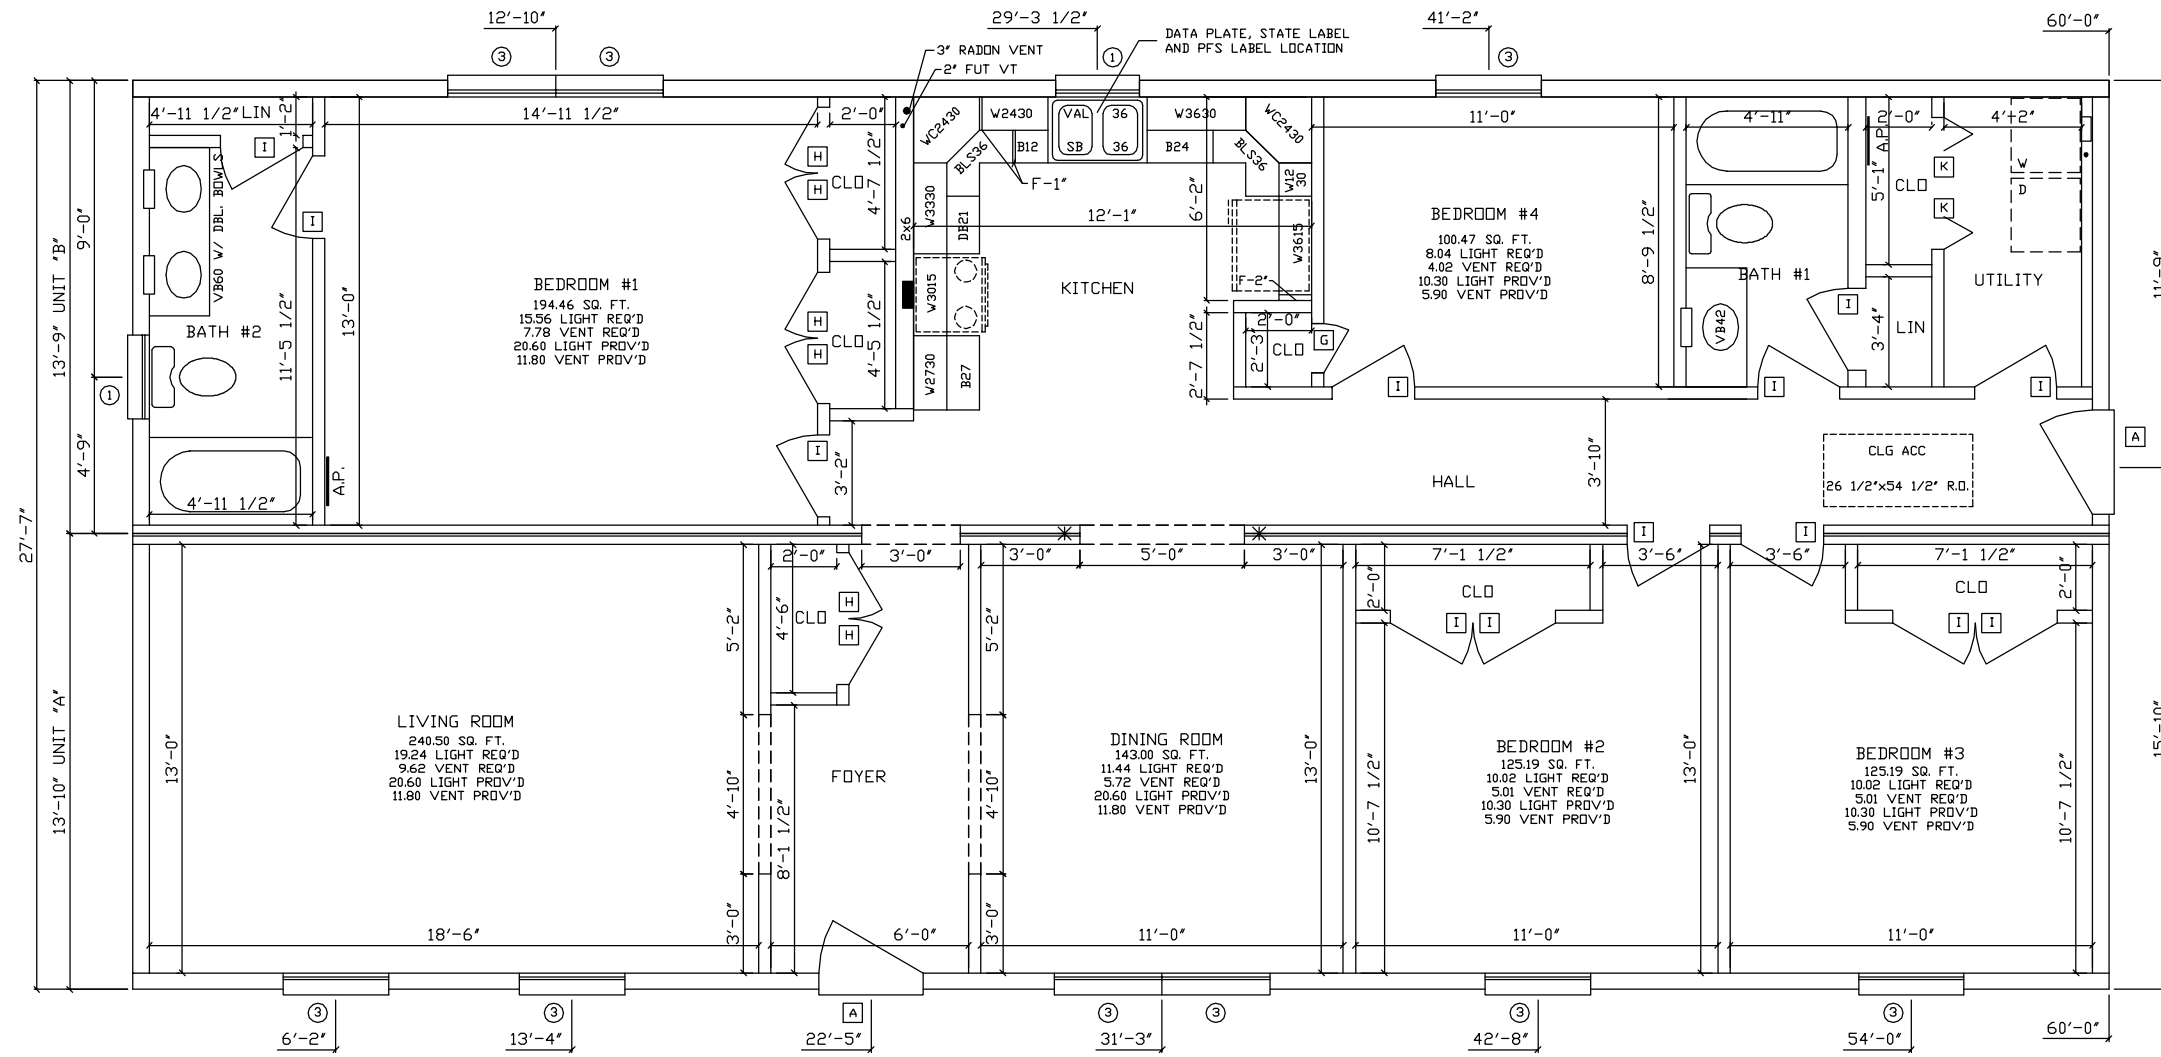 12'-10"
29'-3 1/2"
41'-2"
60'-0"
DATA PLATE, STATE LABEL
AND PFS LABEL LOCATION
3" RADON VENT
2" FUT VT
3
3
1
3
4'-11 1/2"
LIN
1'-2"
14'-11 1/2"
2'-0"
WC2430
W2430
VAL
36
SB
36
W3630
WC2430
11'-0"
4'-11"
2'-0"
4'-2"
A.P.
BLS36
B12
B24
BLS36
F-1"
W12
30
I
I
H
H
CLO
4'-7 1/2"
2x6
W3330
DB21
12'-1"
6'-2"
W3615
F-2"
VB60 W/ DBL. BOWLS
BEDROOM #4
100.47 SQ. FT.
8.04 LIGHT REQ'D
4.02 VENT REQ'D
10.30 LIGHT PROV'D
5.90 VENT PROV'D
8'-9 1/2"
BATH #1
VB42
5'-1"
CLO
K
K
W
D
UTILITY
11'-9"
27'-7"
13'-9" UNIT "B"
9'-0"
4'-9"
1
BATH #2
11'-5 1/2"
13'-0"
BEDROOM #1
194.46 SQ. FT.
15.56 LIGHT REQ'D
7.78 VENT REQ'D
20.60 LIGHT PROV'D
11.80 VENT PROV'D
H
H
CLO
4'-5 1/2"
W3015
W2730
B27
KITCHEN
2'-0"
2'-7 1/2"
2'-3"
CLO
G
I
I
I
3'-4"
LIN
I
A
4'-11 1/2"
A.P.
I
3'-2"
HALL
3'-10"
CLG ACC
26 1/2"x54 1/2" R.O.
I
I
2'-0"
3'-0"
3'-0"
5'-0"
3'-0"
7'-1 1/2"
3'-6"
3'-6"
7'-1 1/2"
13'-10" UNIT "A"
13'-0"
LIVING ROOM
240.50 SQ. FT.
19.24 LIGHT REQ'D
9.62 VENT REQ'D
20.60 LIGHT PROV'D
11.80 VENT PROV'D
5'-2"
4'-10"
3'-0"
4'-6"
CLO
H
H
8'-1 1/2"
FOYER
5'-2"
4'-10"
3'-0"
DINING ROOM
143.00 SQ. FT.
11.44 LIGHT REQ'D
5.72 VENT REQ'D
20.60 LIGHT PROV'D
11.80 VENT PROV'D
13'-0"
2'-0"
CLO
I
I
10'-7 1/2"
BEDROOM #2
125.19 SQ. FT.
10.02 LIGHT REQ'D
5.01 VENT REQ'D
10.30 LIGHT PROV'D
5.90 VENT PROV'D
13'-0"
CLO
2'-0"
I
I
BEDROOM #3
125.19 SQ. FT.
10.02 LIGHT REQ'D
5.01 VENT REQ'D
10.30 LIGHT PROV'D
5.90 VENT PROV'D
10'-7 1/2"
15'-10"
18'-6"
6'-0"
11'-0"
11'-0"
11'-0"
3
3
A
3
3
3
3
6'-2"
13'-4"
22'-5"
31'-3"
42'-8"
54'-0"
60'-0"